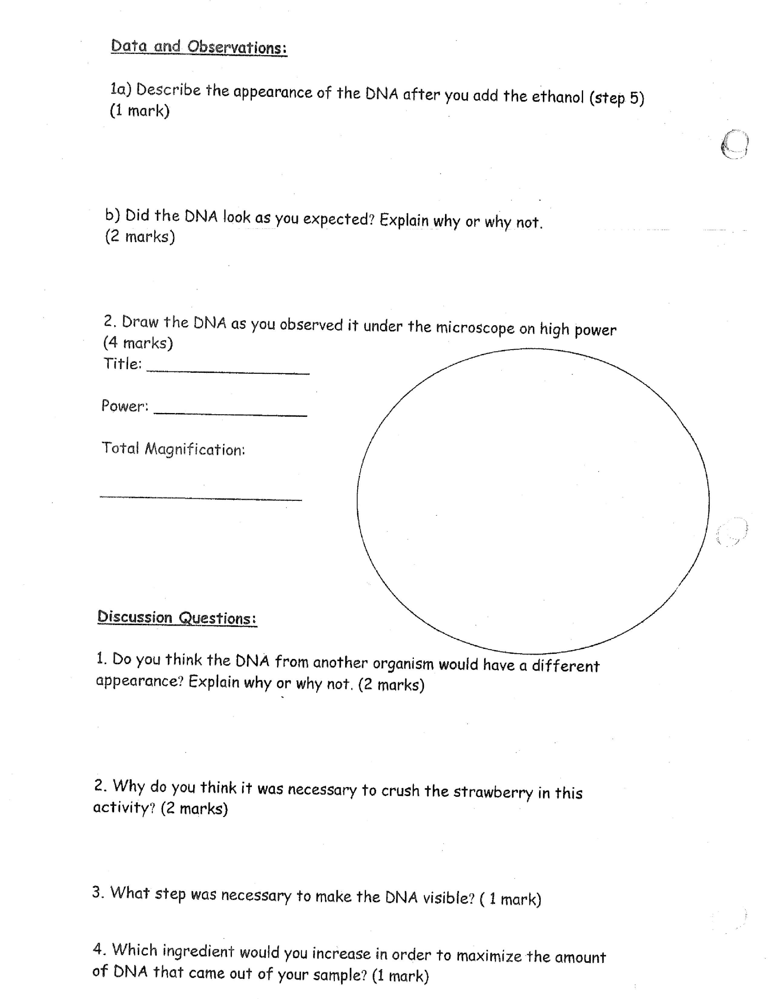 Data and Observations:
1a) Describe the appearance of the DNA after you add the ethanol (step 5)
(1 mark)
b) Did the DNA look as you expected? Explain why or why not.
(2 marks)
2. Draw the DNA as you observed it under the microscope on high power
(4 marks)
Title:
Power:
Total Magnification:
Discussion Questions:
1. Do you think the DNA from another organism would have a different
appearance? Explain why or why not. (2 marks)
2. Why do you think it was necessary to crush the strawberry in this
activity? (2 marks)
3. What step was necessary to make the DNA visible? ( 1 mark)
4. Which ingredient would you increase in order to maximize the amount
of DNA that came out of your sample? (1 mark)